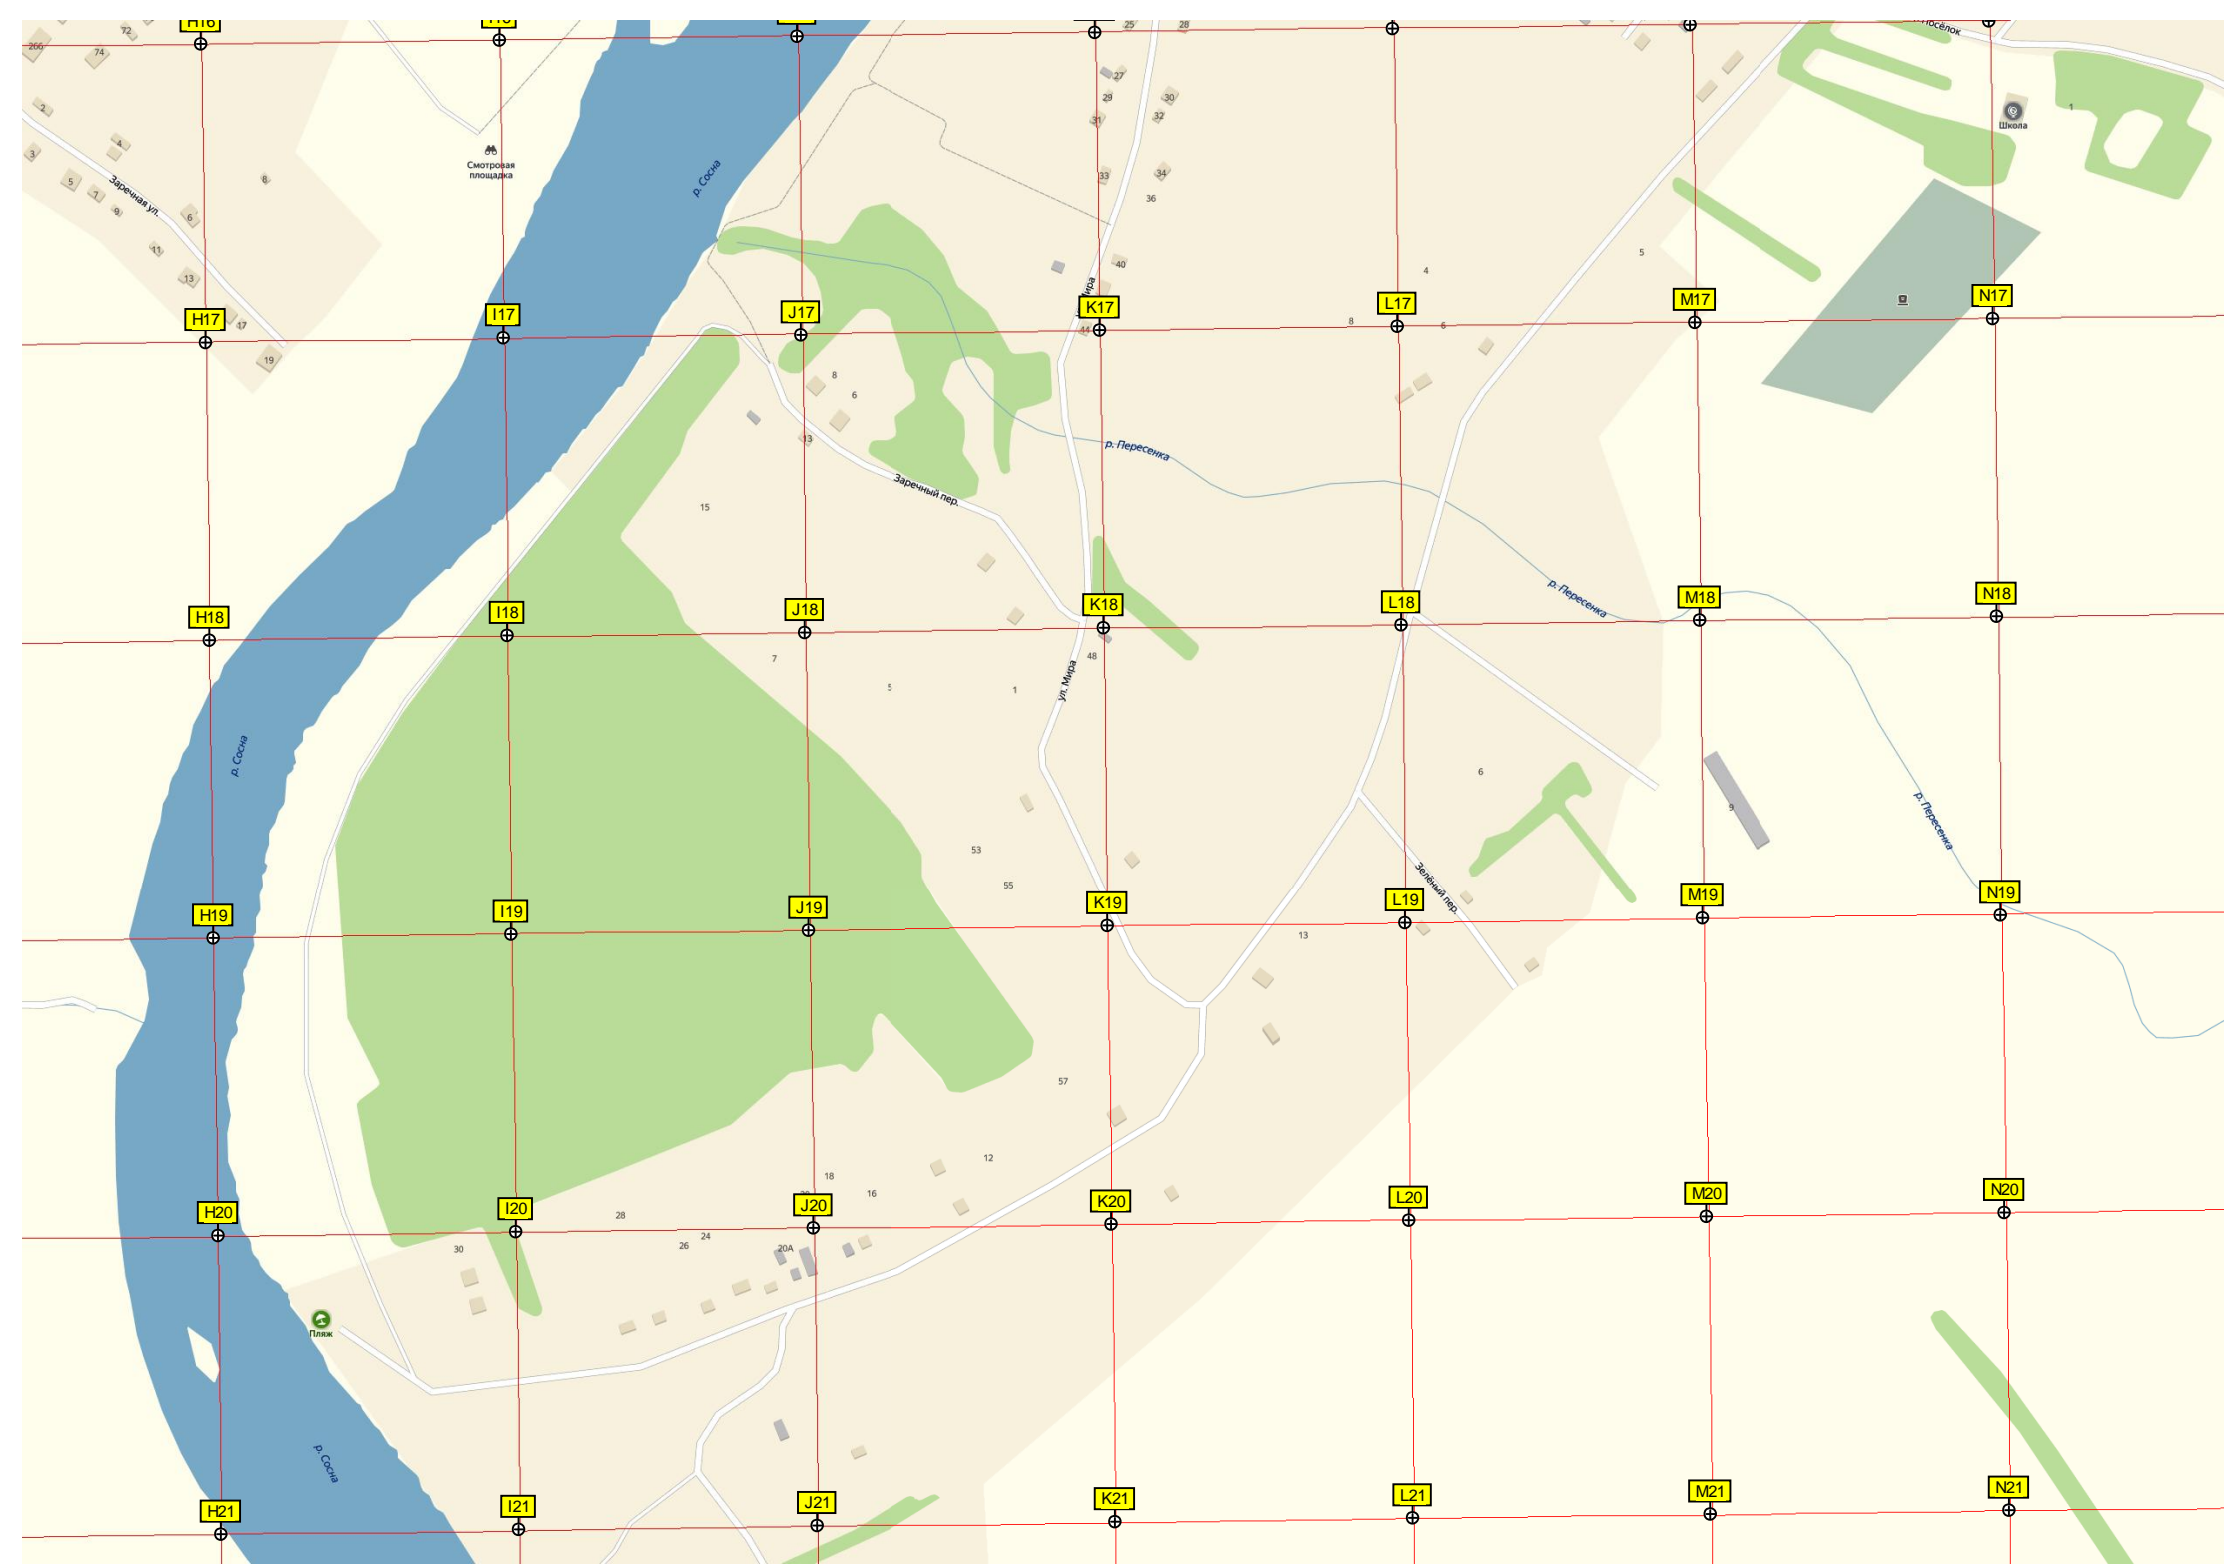 H16
72
25
28
п. Посёлок
266
74
27
29
30
2
31
32
1
Школа
4
3
Смотровая
площадка
р. Сосна
33
34
5
7
8
Заречная ул.
36
9
6
11
5
40
4
13
H17
I17
J17
K17
L17
M17
N17
17
44
8
6
19
8
6
13
р. Пересенка
Заречный пер.
15
H18
I18
J18
K18
L18
р. Пересенка
M18
N18
7
48
5
1
ул. Мира
р. Сосна
6
9
р. Пересенка
53
55
Зелёный пер.
H19
I19
J19
K19
L19
M19
N19
13
57
12
18
16
H20
I20
J20
K20
L20
M20
N20
28
30
26
24
20А
Пляж
р. Сосна
H21
I21
J21
K21
L21
M21
N21